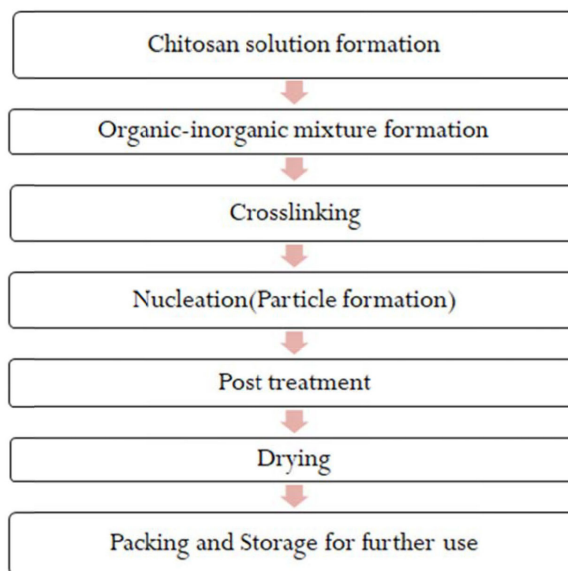 Chitosan solution formation
Organic-inorganic mixture formation
Crosslinking
Nucleation(Particle formation)
Post treatment
Drying
Packing and Storage for further use